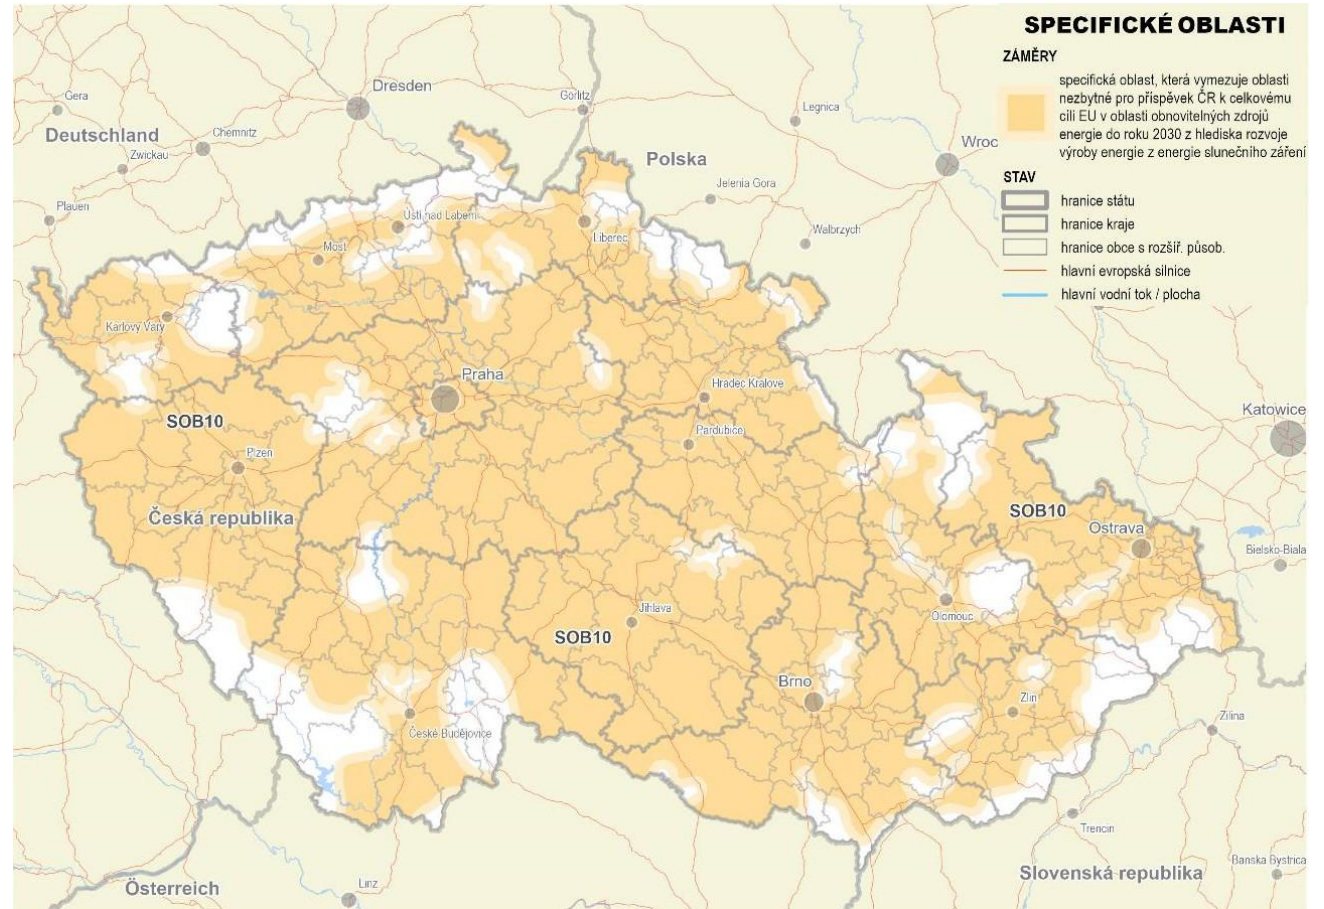 SPECIFICKÉ OBLASTI
ZÁMĚRY
specifická oblast, která vymezuje oblasti
nezbytné pro příspěvek ČR k celkovému
cíli EU v oblasti obnovitelných zdrojů
energie do roku 2030 z hlediska rozvoje
výroby energie z energie slunečního záření
STAV
hranice státu
hranice kraje
hranice obce s rozšíř. působ.
hlavní evropská silnice
hlavní vodní tok / plocha
Dresden
Gera
Görlitz
Legnica
Deutschland
Chemnitz
Wroc
Zwickau
Polska
Jelenia Gora
Plauen
Ústí nad Labem
Walbrzych
Liberec
Most
Karlovy Vary
Praha
Hradec Kralove
Katowice
SOB10
Pardubice
Plzen
SOB10
Česká republika
Ostrava
Bielsko-Biala
Jihlava
Olomouc
SOB10
Brno
Zlín
České Budějovice
Zilina
Trencin
Banska Bystrica
Slovenská republika
Linz
Österreich